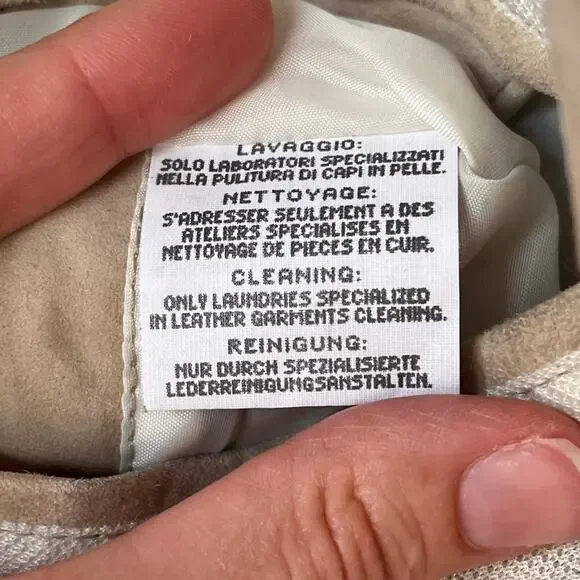 LAVAGGIO:
SOLO LABORATORI SPECIALIZZATI
NELLA PULITURA DI CAPI IN PELLE.
NETTOYAGE:
S'ADRESSER SEULEMENT A DES
ATELIERS SPECIALISES EN
NETTOYAGE DE PIECES EN CUIR.
CLEANING:
ONLY LAUNDRIES SPECIALIZED
IN LEATHER GARMENTS CLEANING.
REINIGUNG:
NUR DURCH SPEZIALISIERTE
LEDERREINIGUNGSANSTALTEN.